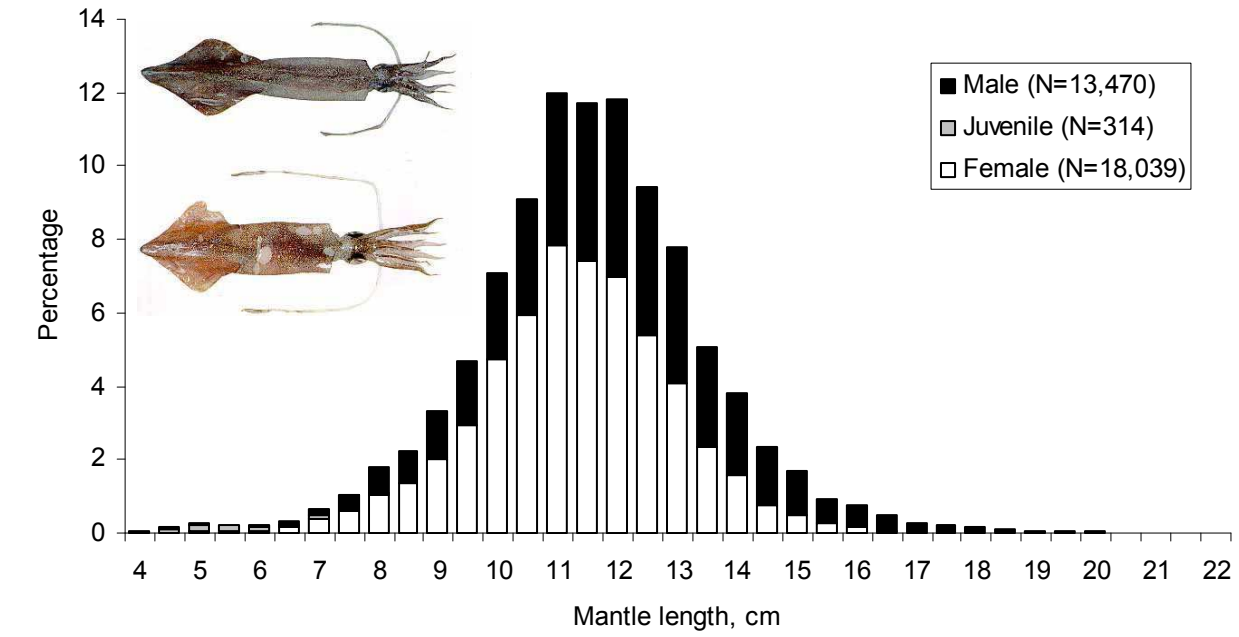 14
12
10
8
6
4
2
0
Percentage
Male (N=13,470)
Juvenile (N=314)
Female (N=18,039)
4 5 6 7 8 9 10 11 12 13 14 15 16 17 18 19 20 21 22
Mantle length, cm